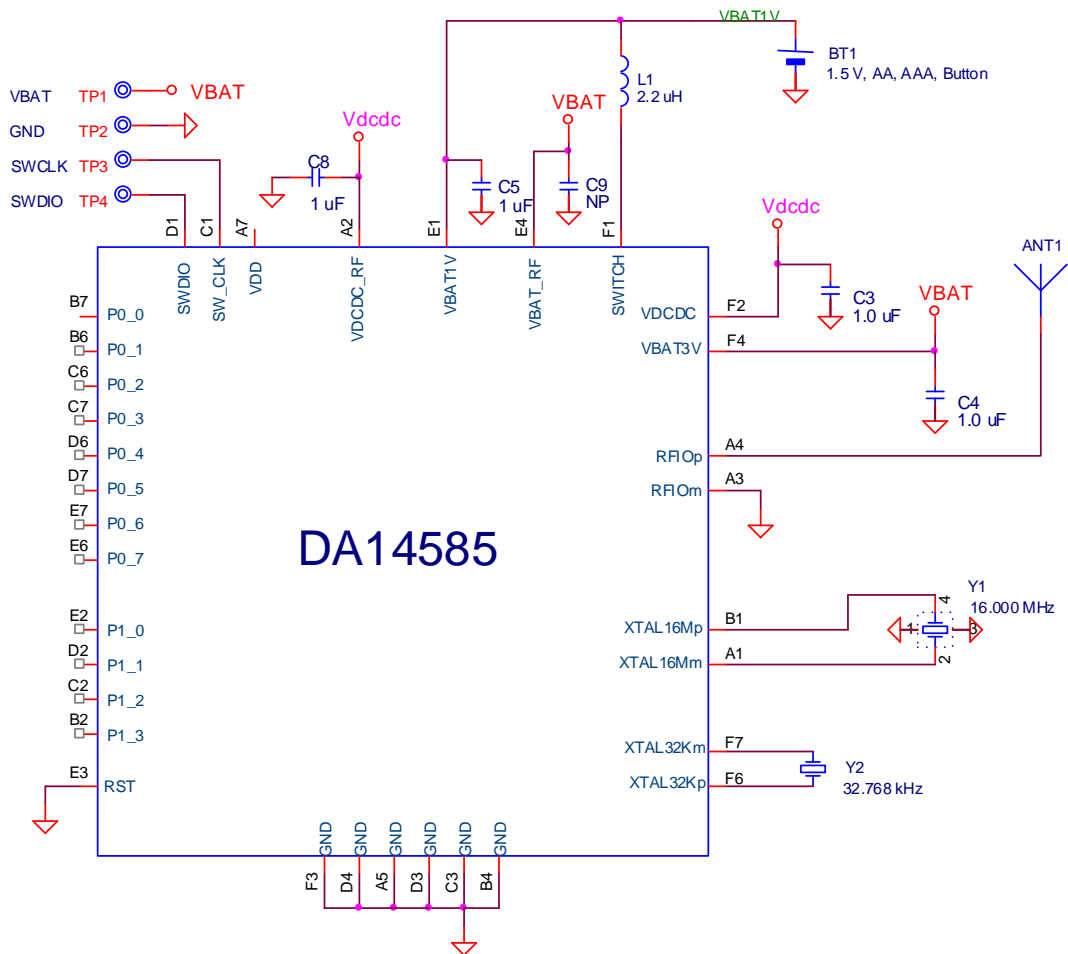 VBAT1V
BT1
1.5 V, AA, AAA, Button
L1
2.2 uH
VBAT TP1 VBAT
GND TP2
SWCLK TP3
SWDIO TP4
Vdcdc
C8
1 uF
VBAT
C5
1 uF
C9
NP
D1 C1 A7 A2 E1 E4 F1
SWDIO SW_CLK VDD VDCDC_RF VBAT1V VBAT_RF SWITCH
Vdcdc
ANT1
C3
1.0 uF
VBAT
C4
1.0 uF
B7 P0_0
B6 P0_1
C6 P0_2
C7 P0_3
D6 P0_4
D7 P0_5
E7 P0_6
E6 P0_7
E2 P1_0
D2 P1_1
C2 P1_2
B2 P1_3
E3 RST
DA14585
VDCDC F2
VBAT3V F4
RFIOp A4
RFIOm A3
XTAL16Mp B1
XTAL16Mm A1
XTAL32Km F7
XTAL32Kp F6
Y1
16.000 MHz
4
1 3
2
Y2
32.768 kHz
GND GND GND GND GND GND
F3 D4 A5 D3 C3 B4